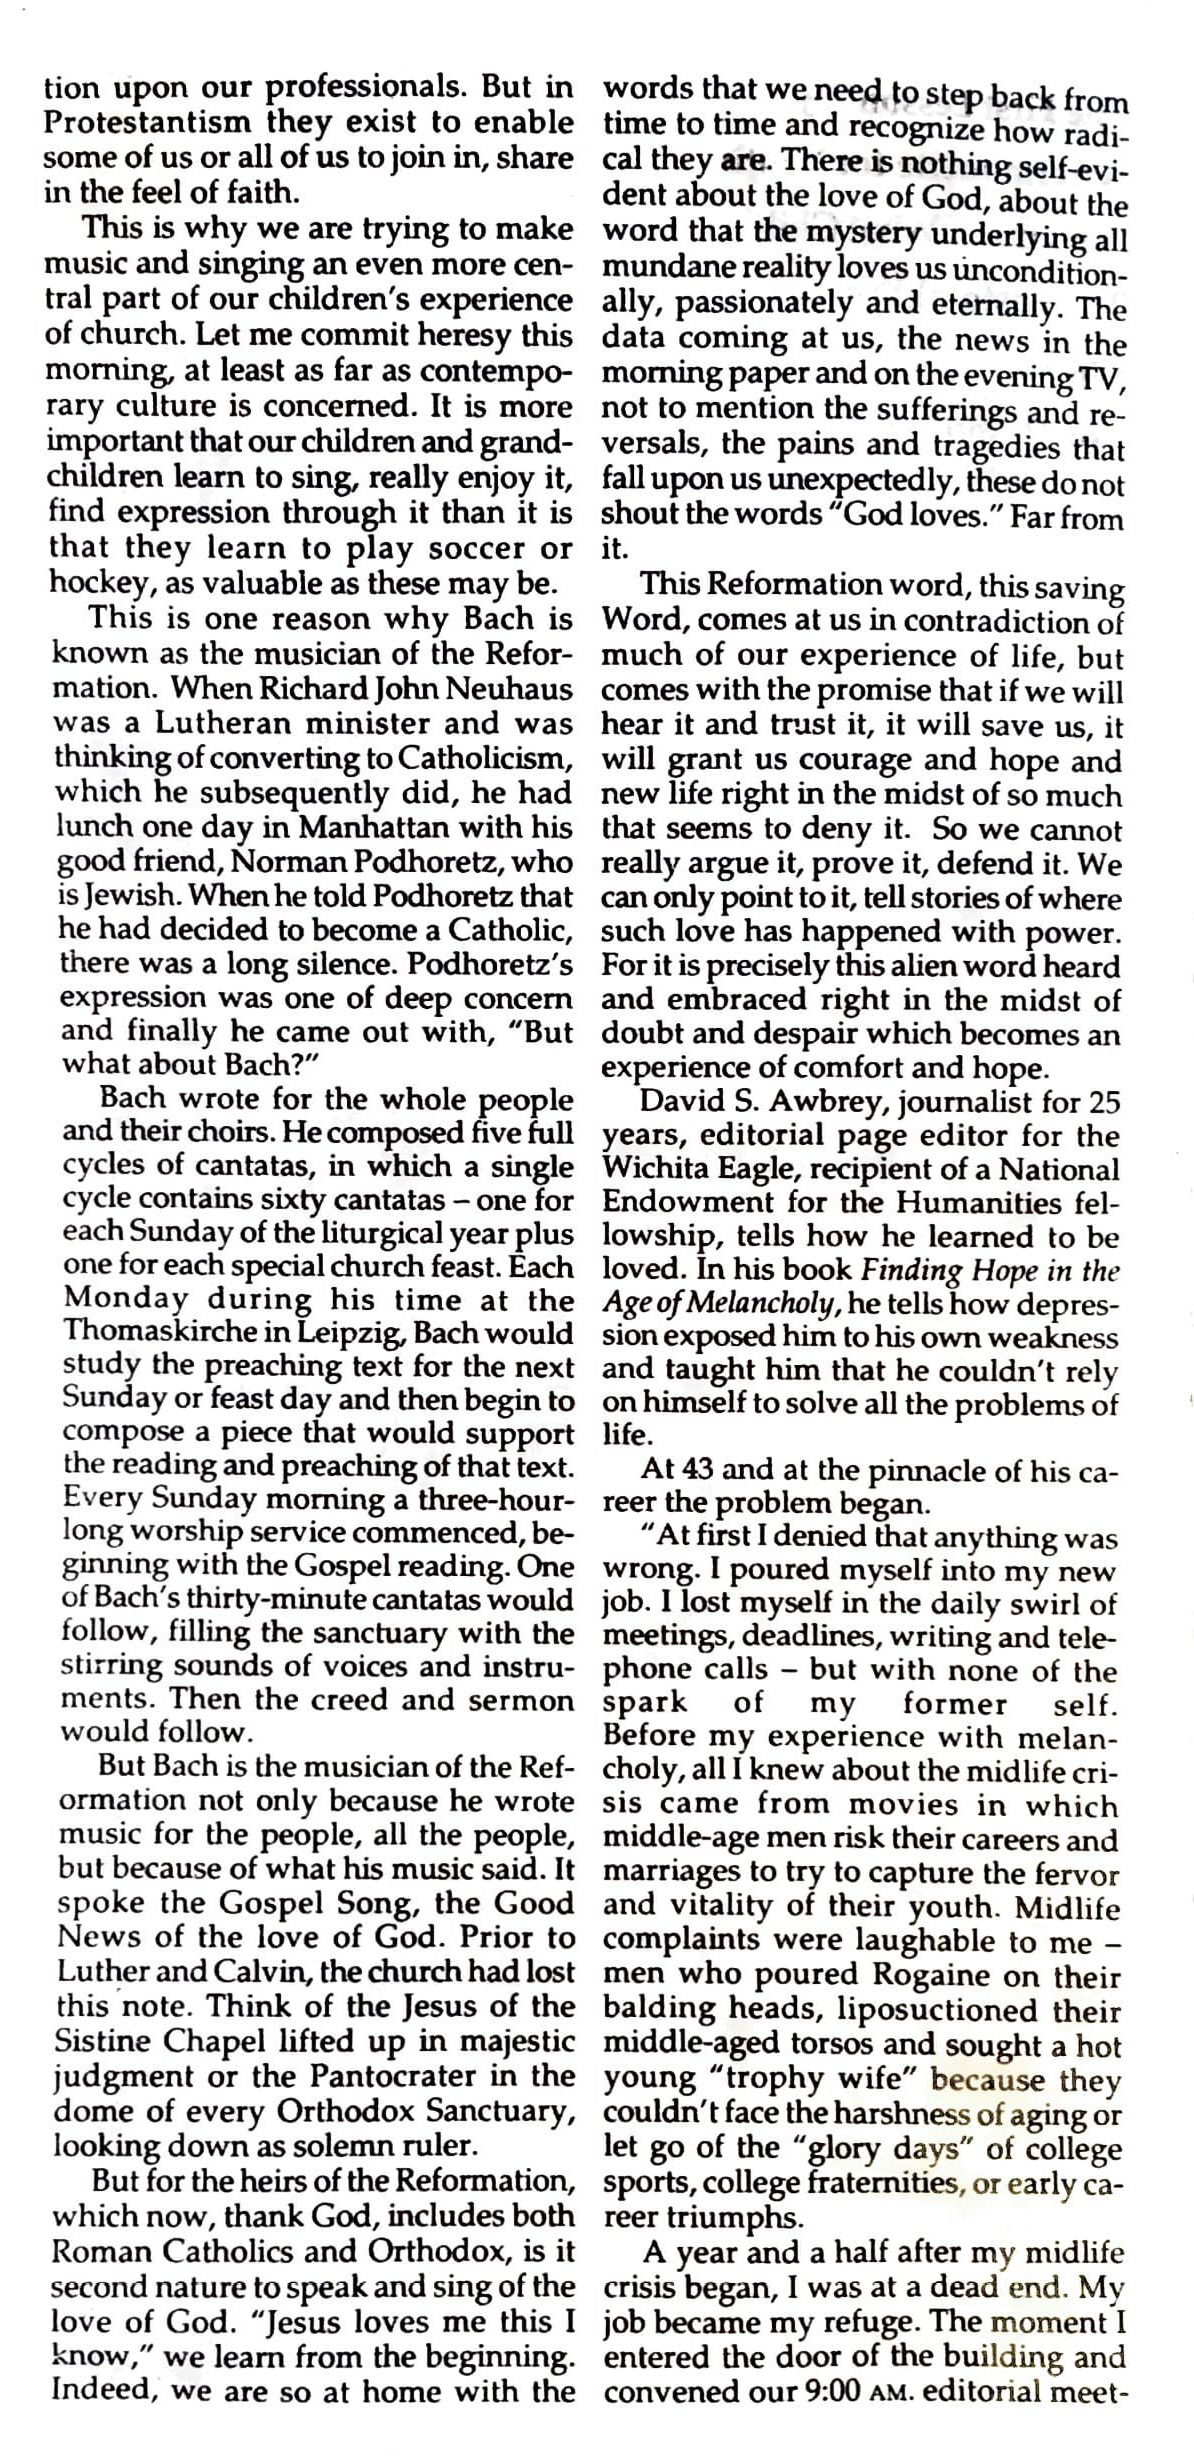 tion upon our professionals. But in
Protestantism they exist to enable
some of us or all of us to join in, share
in the feel of faith.
This is why we are trying to make
music and singing an even more cen-
tral part of our children's experience
of church. Let me commit heresy this
morning, at least as far as contempo-
rary culture is concerned. It is more
important that our children and grand-
children learn to sing, really enjoy it,
find expression through it than it is
that they learn to play soccer or
hockey, as valuable as these may be.
This is one reason why Bach is
known as the musician of the Refor-
mation. When Richard John Neuhaus
was a Lutheran minister and was
thinking of converting to Catholicism,
which he subsequently did, he had
lunch one day in Manhattan with his
good friend, Norman Podhoretz, who
is Jewish. When he told Podhoretz that
he had decided to become a Catholic,
there was a long silence. Podhoretz's
expression was one of deep concern
and finally he came out with, "But
what about Bach?"
Bach wrote for the whole people
and their choirs. He composed five full
cycles of cantatas, in which a single
cycle contains sixty cantatas – one for
each Sunday of the liturgical year plus
one for each special church feast. Each
Monday during his time at the
Thomaskirche in Leipzig, Bach would
study the preaching text for the next
Sunday or feast day and then begin to
compose a piece that would support
the reading and preaching of that text.
Every Sunday morning a three-hour-
long worship service commenced, be-
ginning with the Gospel reading. One
of Bach's thirty-minute cantatas would
follow, filling the sanctuary with the
stirring sounds of voices and instru-
ments. Then the creed and sermon
would follow.
But Bach is the musician of the Ref-
ormation not only because he wrote
music for the people, all the people,
but because of what his music said. It
spoke the Gospel Song, the Good
News of the love of God. Prior to
Luther and Calvin, the church had lost
this note. Think of the Jesus of the
Sistine Chapel lifted up in majestic
judgment or the Pantocrater in the
dome of every Orthodox Sanctuary,
looking down as solemn ruler.
But for the heirs of the Reformation,
which now, thank God, includes both
Roman Catholics and Orthodox, is it
second nature to speak and sing of the
love of God. "Jesus loves me this I
know," we learn from the beginning.
Indeed, we are so at home with the
words that we need to step back from
time to time and recognize how radi-
cal they are. There is nothing self-evi-
dent about the love of God, about the
word that the mystery underlying all
mundane reality loves us uncondition-
ally, passionately and eternally. The
data coming at us, the news in the
morning paper and on the evening TV,
not to mention the sufferings and re-
versals, the pains and tragedies that
fall upon us unexpectedly, these do not
shout the words "God loves." Far from
it.
This Reformation word, this saving
Word, comes at us in contradiction of
much of our experience of life, but
comes with the promise that if we will
hear it and trust it, it will save us, it
will grant us courage and hope and
new life right in the midst of so much
that seems to deny it. So we cannot
really argue it, prove it, defend it. We
can only point to it, tell stories of where
such love has happened with power.
For it is precisely this alien word heard
and embraced right in the midst of
doubt and despair which becomes an
experience of comfort and hope.
David S. Awbrey, journalist for 25
years, editorial page editor for the
Wichita Eagle, recipient of a National
Endowment for the Humanities fel-
lowship, tells how he learned to be
loved. In his book Finding Hope in the
Age of Melancholy, he tells how depres-
sion exposed him to his own weakness
and taught him that he couldn't rely
on himself to solve all the problems of
life.
At 43 and at the pinnacle of his ca-
reer the problem began.
"At first I denied that anything was
wrong. I poured myself into my new
job. I lost myself in the daily swirl of
meetings, deadlines, writing and tele-
phone calls – but with none of the
spark of my former self.
Before my experience with melan-
choly, all I knew about the midlife cri-
sis came from movies in which
middle-age men risk their careers and
marriages to try to capture the fervor
and vitality of their youth. Midlife
complaints were laughable to me –
men who poured Rogaine on their
balding heads, liposuctioned their
middle-aged torsos and sought a hot
young "trophy wife" because they
couldn't face the harshness of aging or
let go of the "glory days" of college
sports, college fraternities, or early ca-
reer triumphs.
A year and a half after my midlife
crisis began, I was at a dead end. My
job became my refuge. The moment I
entered the door of the building and
convened our 9:00 AM. editorial meet-